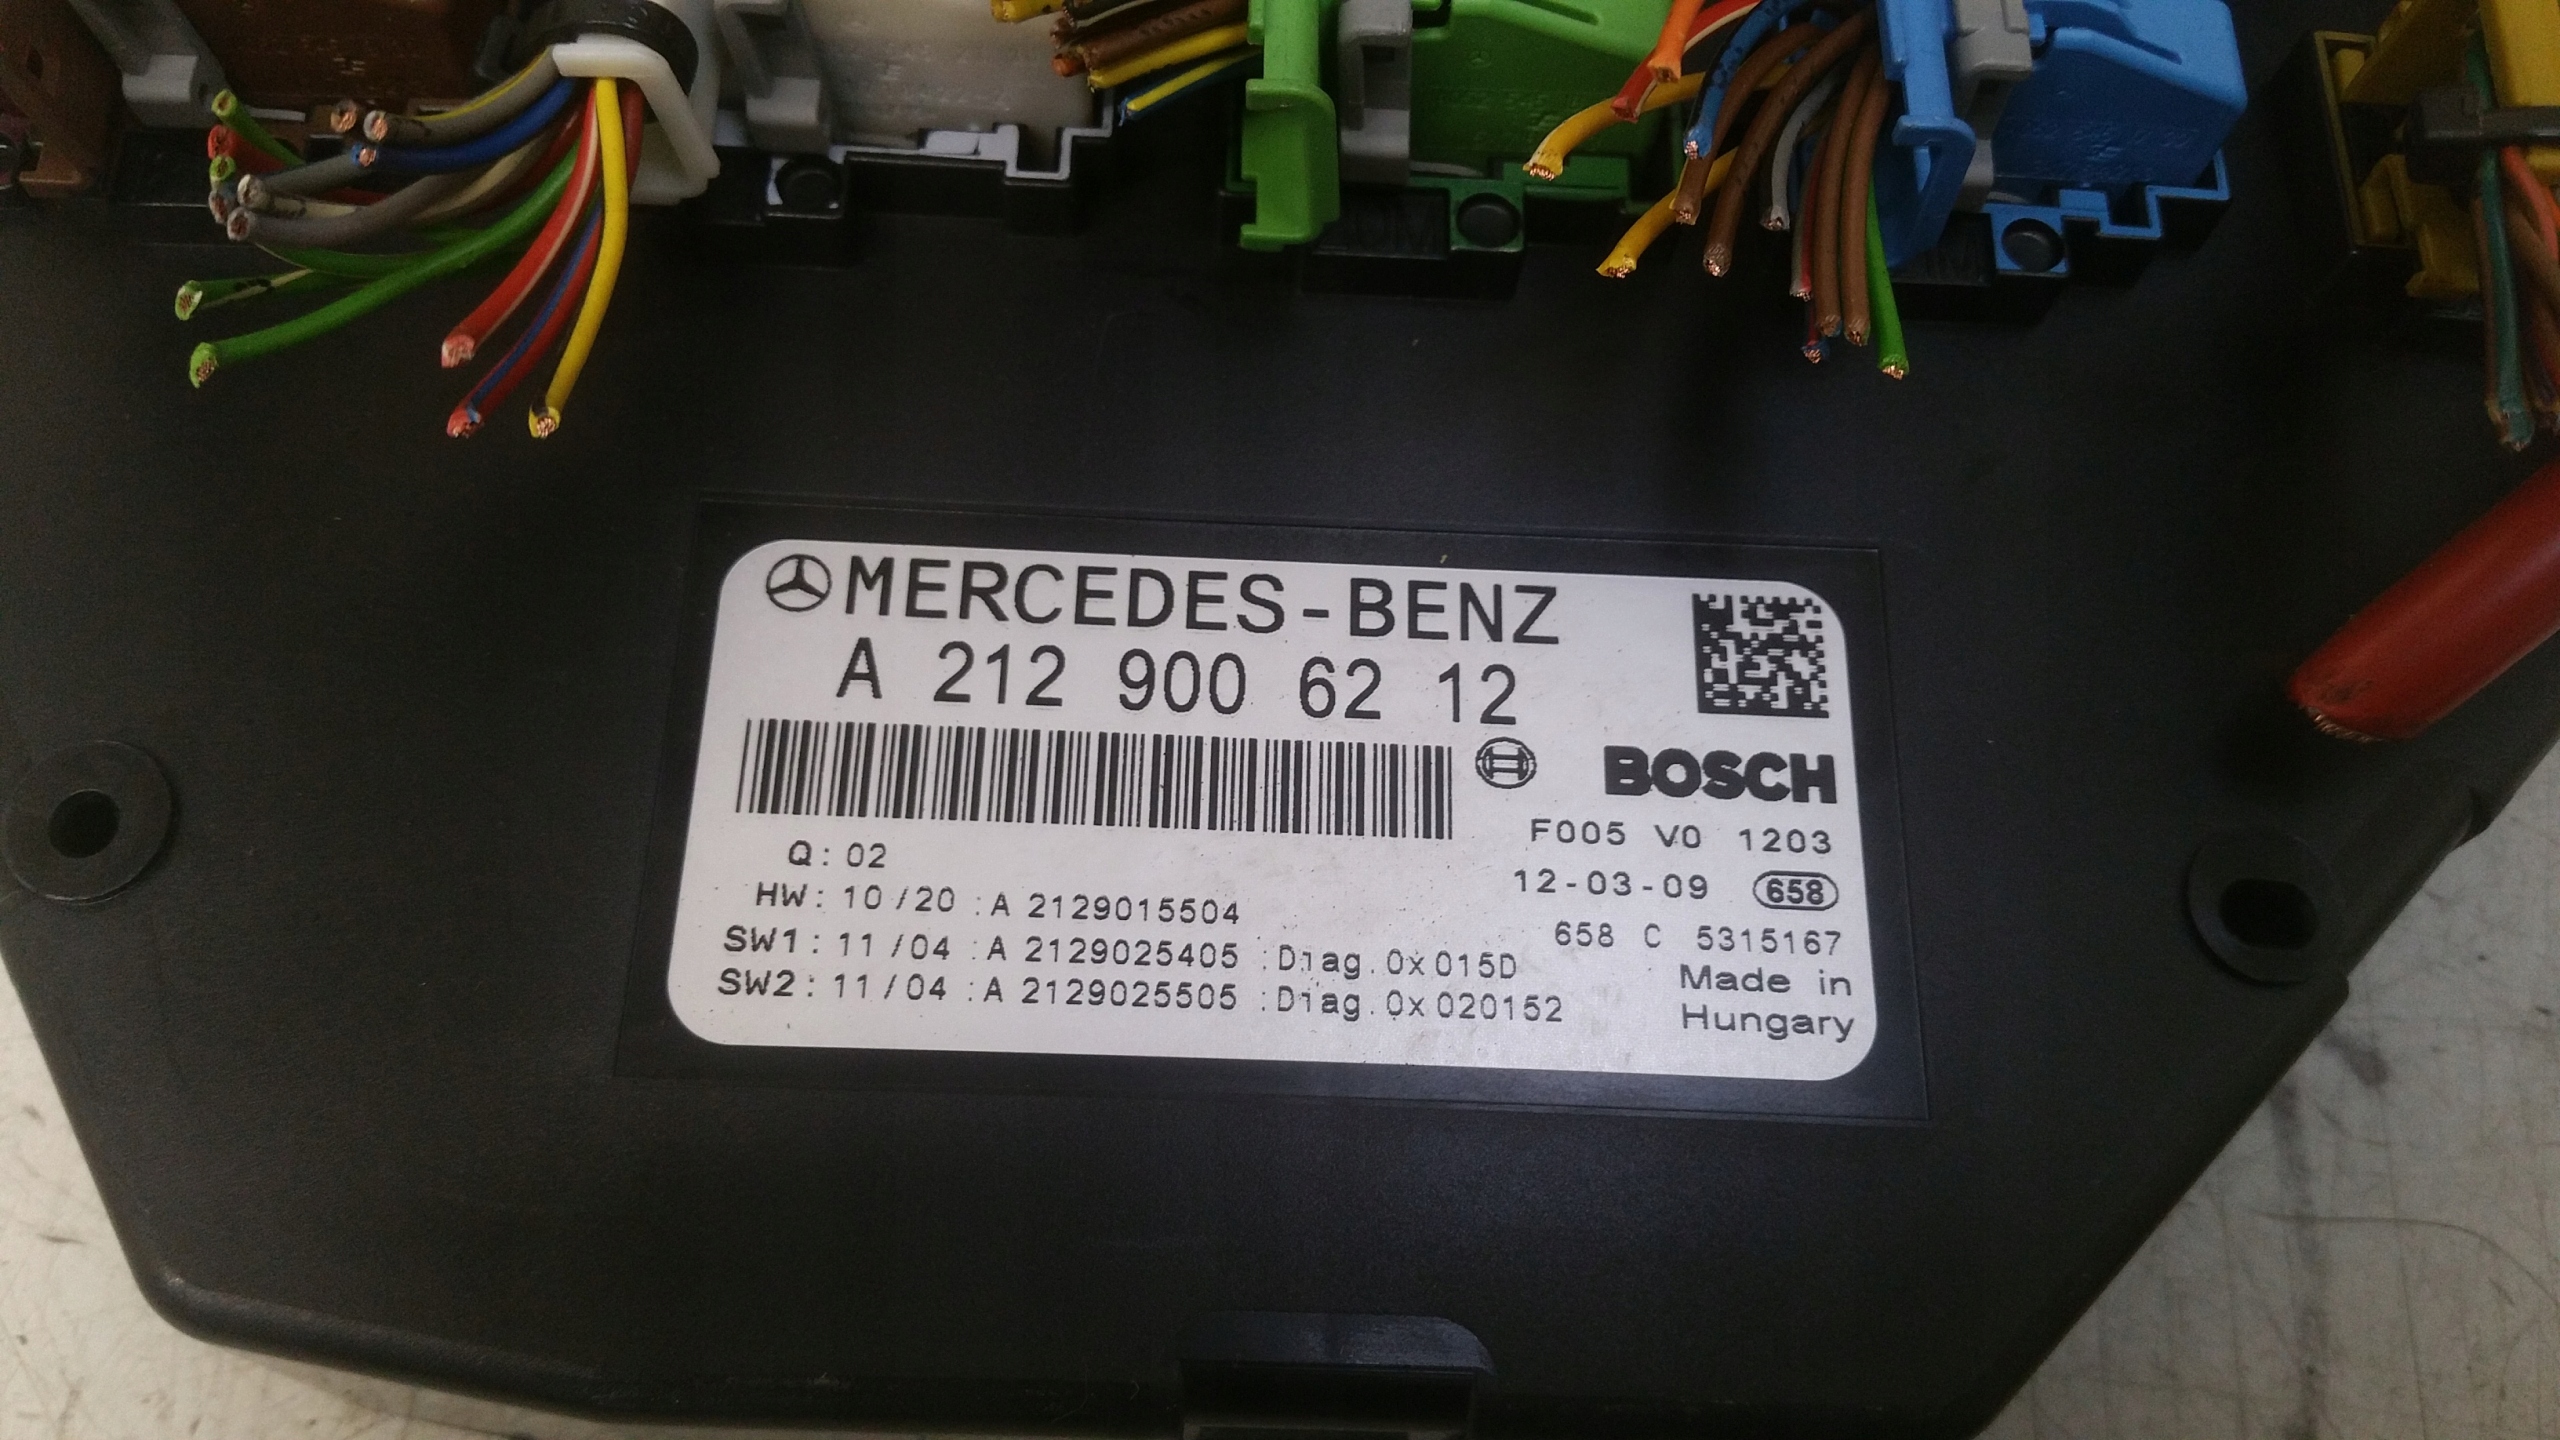 MERCEDES-BENZ
A 212 900 62 12
BOSCH
F005 V0 1203
Q: 02
12-03-09 658
HW: 10/20 :A 2129015504
658 C 5315167
SW1: 11/04 :A 2129025405 :Diag.0x015D
SW2: 11/04 :A 2129025505 :Diag.0x020152
Made in
Hungary